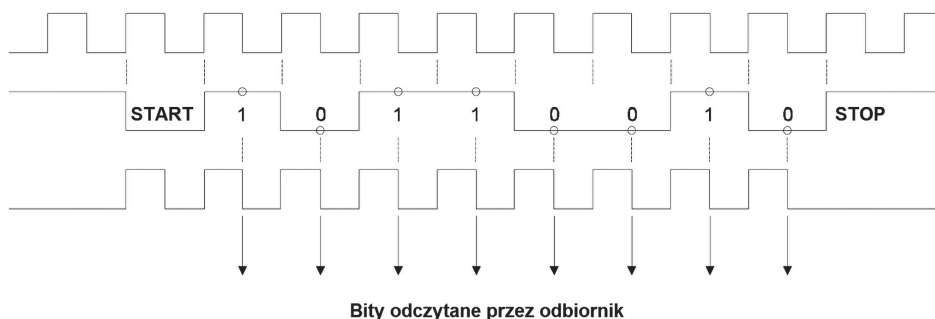 START 1 0 1 1 0 0 1 0 STOP
Bity odczytane przez odbiornik